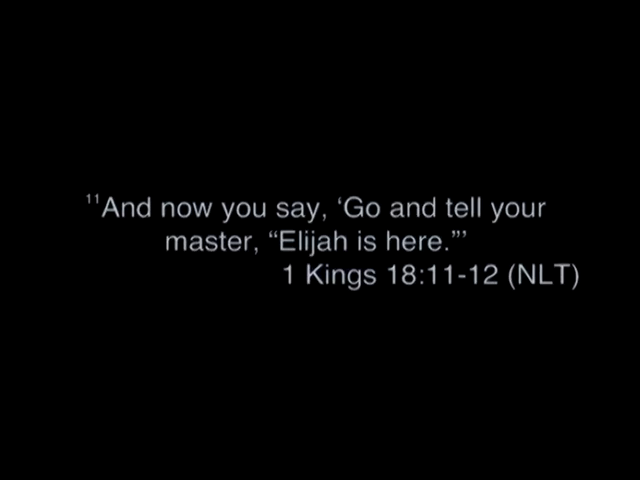 ¹¹And now you say, ‘Go and tell your
master, “Elijah is here.”’
1 Kings 18:11-12 (NLT)